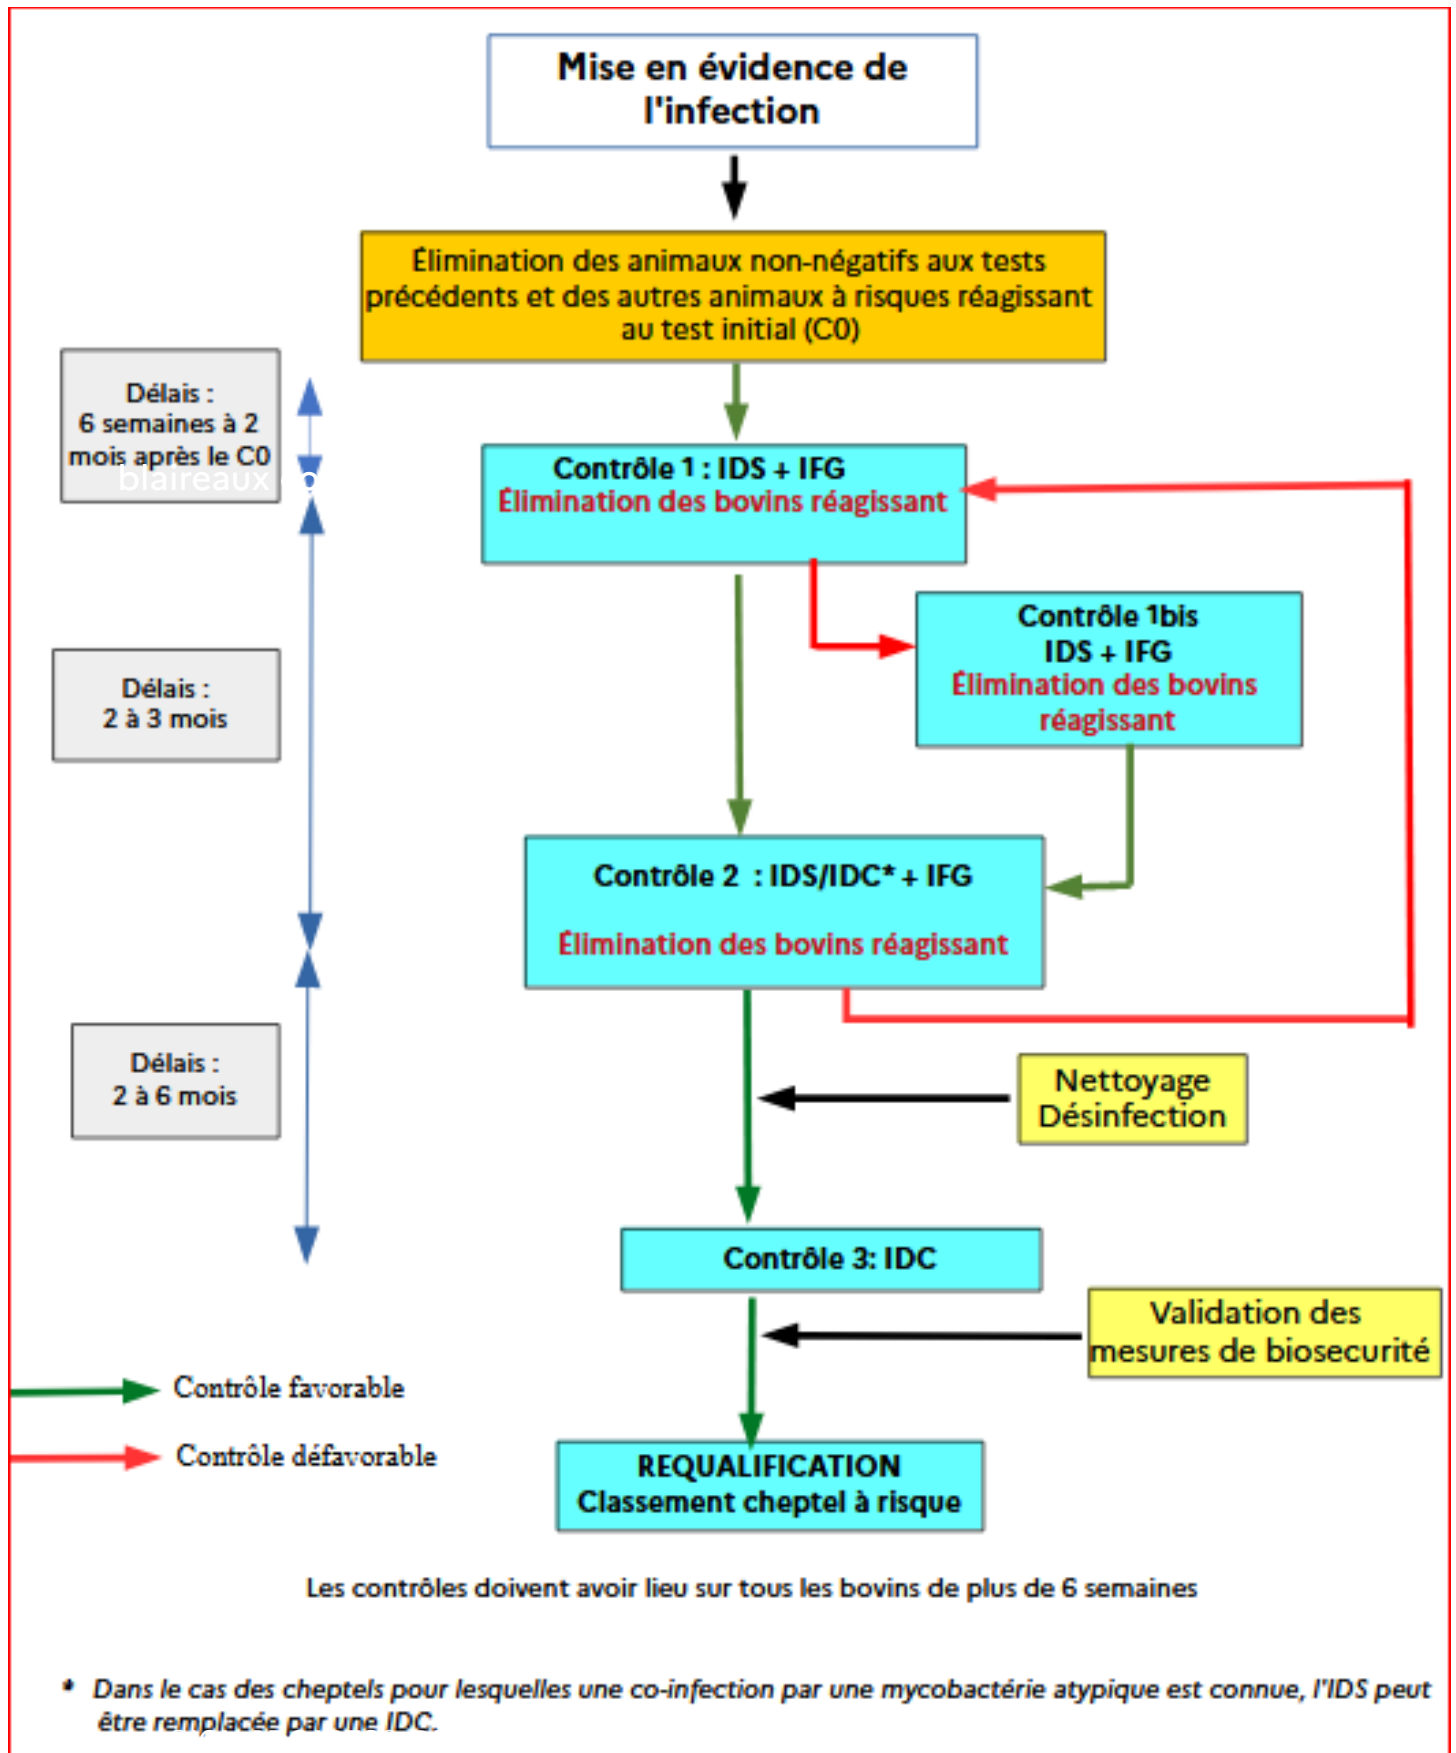 Mise en évidence de
l'infection
Élimination des animaux non-négatifs aux tests
précédents et des autres animaux à risques réagissant
au test initial (C0)
Délais :
6 semaines à 2
mois après le C0
blaireaux
Contrôle 1 : IDS + IFG
Élimination des bovins réagissant
Contrôle 1bis
IDS + IFG
Élimination des bovins
réagissant
Délais :
2 à 3 mois
Contrôle 2 : IDS/IDC* + IFG
Élimination des bovins réagissant
Délais :
2 à 6 mois
Nettoyage
Désinfection
Contrôle 3: IDC
Validation des
mesures de biosecurité
Contrôle favorable
Contrôle défavorable
REQUALIFICATION
Classement cheptel à risque
Les contrôles doivent avoir lieu sur tous les bovins de plus de 6 semaines
* Dans le cas des cheptels pour lesquelles une co-infection par une mycobactérie atypique est connue, l'IDS peut
être remplacée par une IDC.